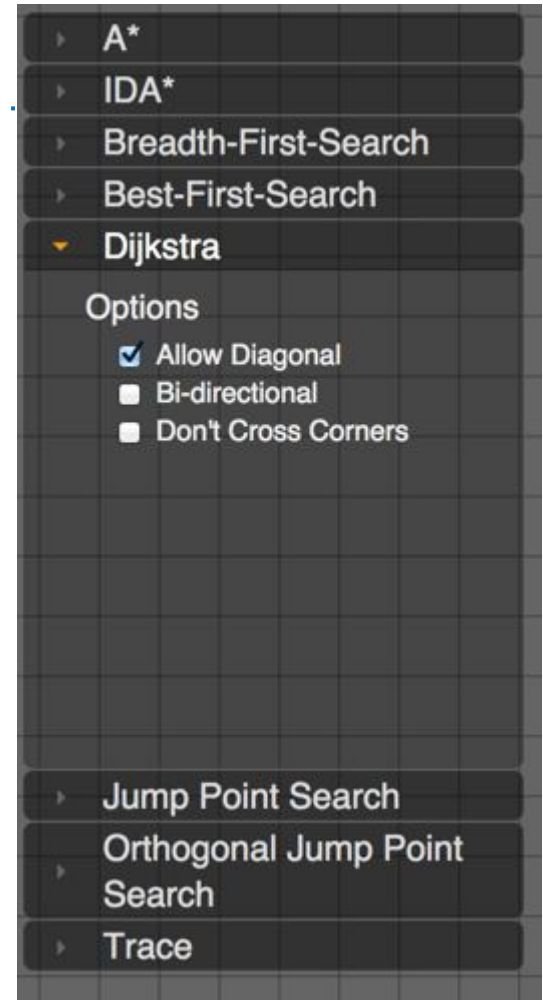 A*
IDA*
Breadth-First-Search
Best-First-Search
Dijkstra
Options
Allow Diagonal
Bi-directional
Don't Cross Corners
Jump Point Search
Orthogonal Jump Point
Search
Trace